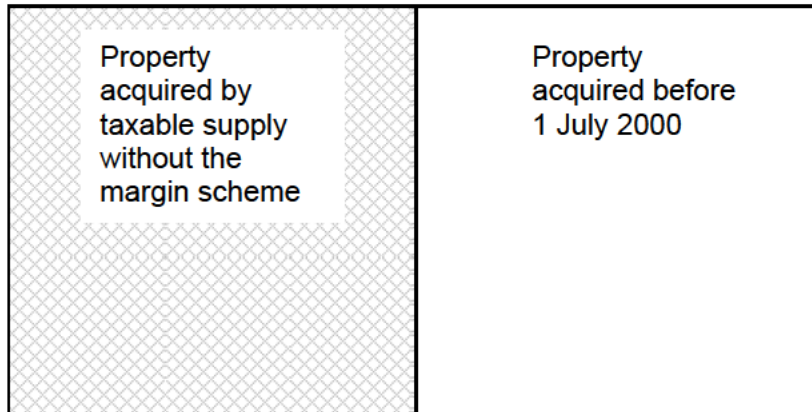 Property
acquired by
taxable supply
without the
margin scheme
Property
acquired before
1 July 2000